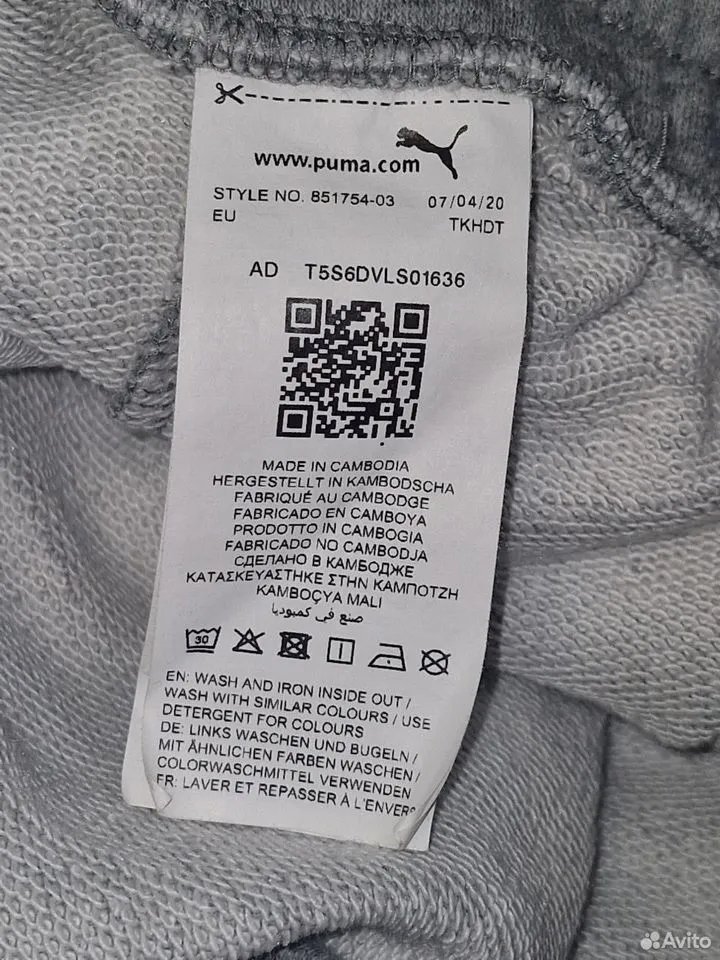 www.puma.com
STYLE NO. 851754-03 07/04/20
EU TKHDT
AD T5S6DVLS01636
MADE IN CAMBODIA
HERGESTELLT IN KAMBODSCHA
FABRIQUÉ AU CAMBODGE
FABRICADO EN CAMBOYA
PRODOTTO IN CAMBOGIA
FABRICADO NO CAMBODJA
СДЕЛАНО В КАМБОДЖЕ
ΚΑΤΑΣΚΕΥΑΣΤΗΚΕ ΣΤΗΝ ΚΑΜΠΟΤΖΗ
KAMBOÇYA MALI
صنع في كمبوديا
30
EN: WASH AND IRON INSIDE OUT /
WASH WITH SIMILAR COLOURS / USE
DETERGENT FOR COLOURS
DE: LINKS WASCHEN UND BÜGELN /
MIT ÄHNLICHEN FARBEN WASCHEN /
COLORWASCHMITTEL VERWENDEN
FR: LAVER ET REPASSER À L'ENVERS
Avito